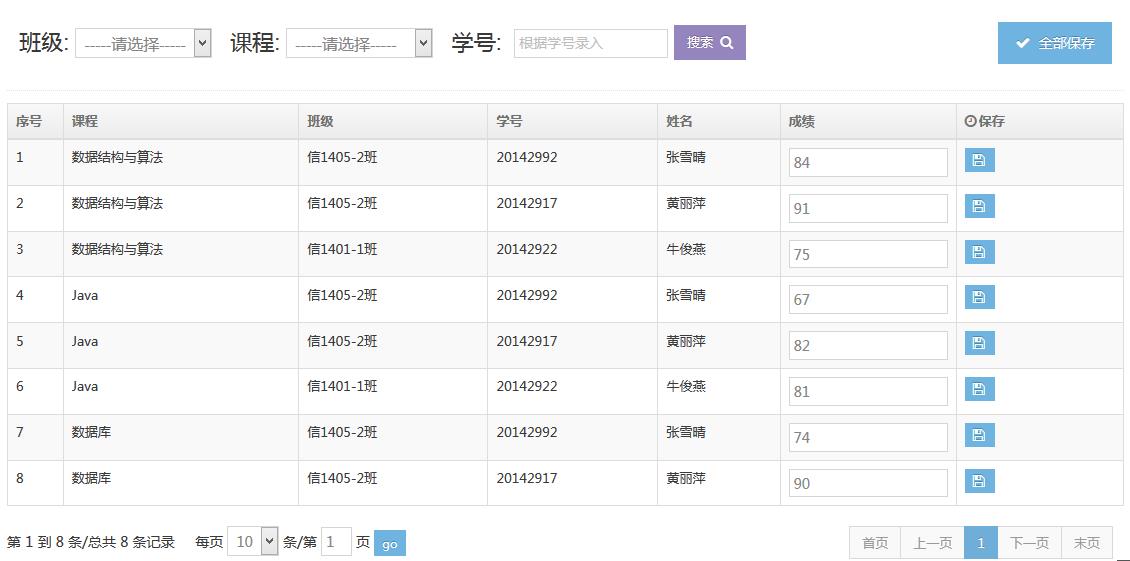 班级: -----请选择----- 课程: -----请选择----- 学号: 根据学号录入 搜索 全部保存
序号 课程 班级 学号 姓名 成绩 保存
1 数据结构与算法 信1405-2班 20142992 张雪晴 84
2 数据结构与算法 信1405-2班 20142917 黄丽萍 91
3 数据结构与算法 信1401-1班 20142922 牛俊燕 75
4 Java 信1405-2班 20142992 张雪晴 67
5 Java 信1405-2班 20142917 黄丽萍 82
6 Java 信1401-1班 20142922 牛俊燕 81
7 数据库 信1405-2班 20142992 张雪晴 74
8 数据库 信1405-2班 20142917 黄丽萍 90
第 1 到 8 条/总共 8 条记录 每页 10 条/第 1 页 go 首页 上一页 1 下一页 末页